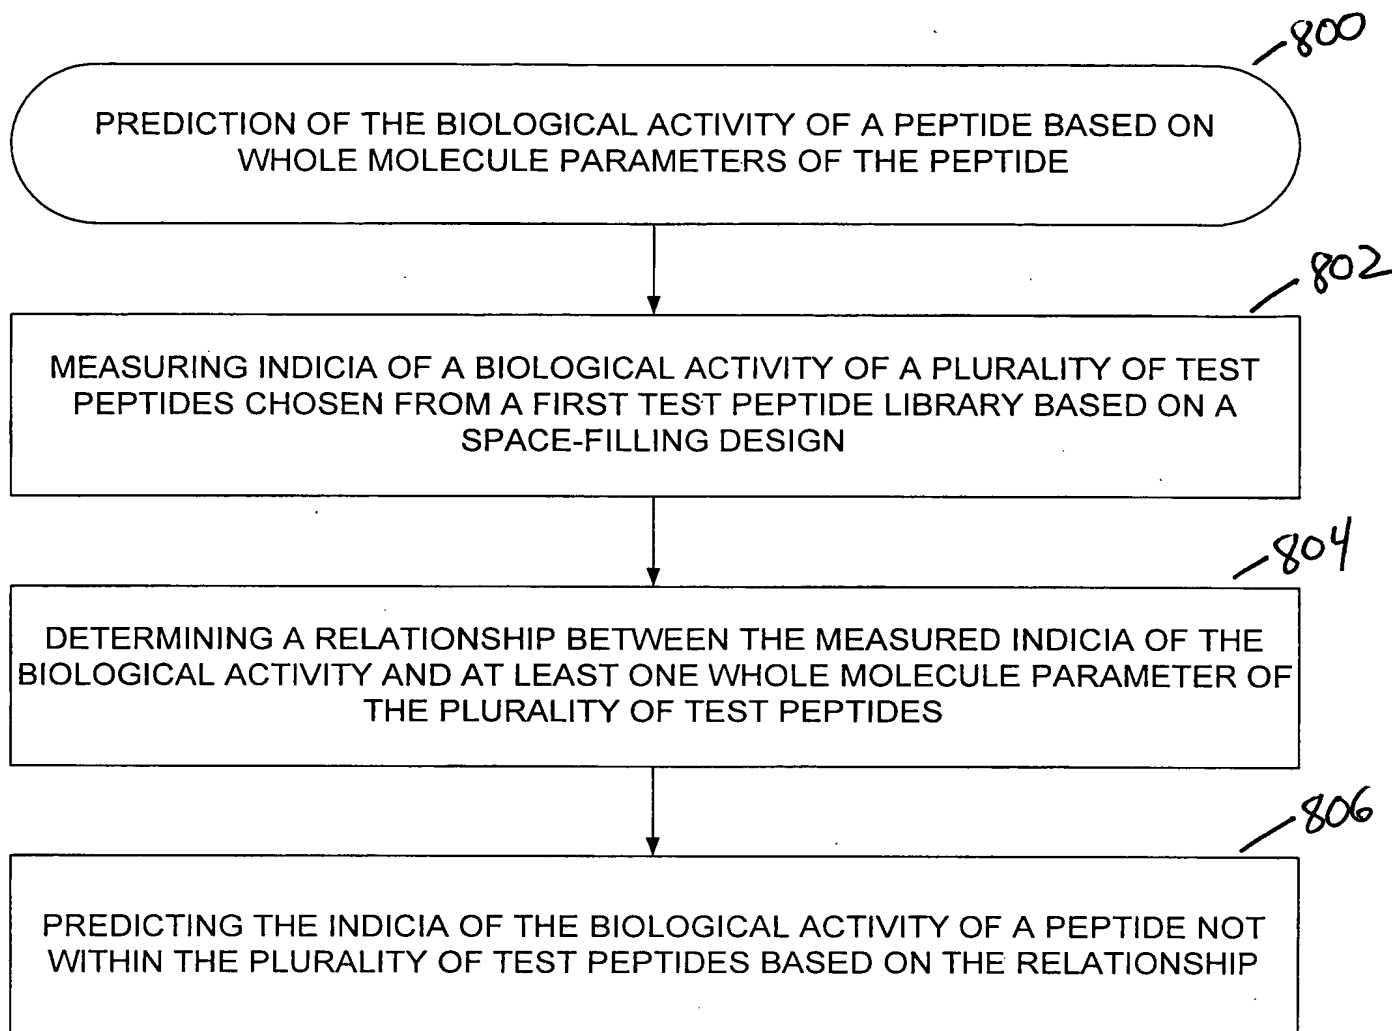 800
PREDICTION OF THE BIOLOGICAL ACTIVITY OF A PEPTIDE BASED ON
WHOLE MOLECULE PARAMETERS OF THE PEPTIDE
802
MEASURING INDICIA OF A BIOLOGICAL ACTIVITY OF A PLURALITY OF TEST
PEPTIDES CHOSEN FROM A FIRST TEST PEPTIDE LIBRARY BASED ON A
SPACE-FILLING DESIGN
804
DETERMINING A RELATIONSHIP BETWEEN THE MEASURED INDICIA OF THE
BIOLOGICAL ACTIVITY AND AT LEAST ONE WHOLE MOLECULE PARAMETER OF
THE PLURALITY OF TEST PEPTIDES
806
PREDICTING THE INDICIA OF THE BIOLOGICAL ACTIVITY OF A PEPTIDE NOT
WITHIN THE PLURALITY OF TEST PEPTIDES BASED ON THE RELATIONSHIP